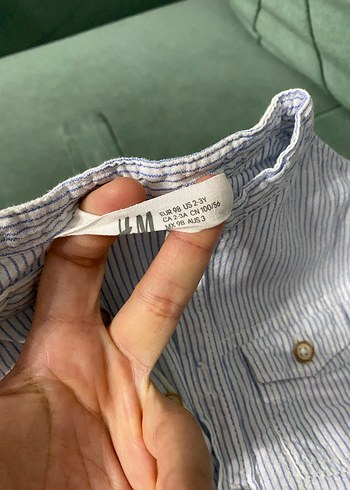 H&M
EUR 98 US 2-3Y
CA 2-3A CN 100/56
MX 98 AUS 3